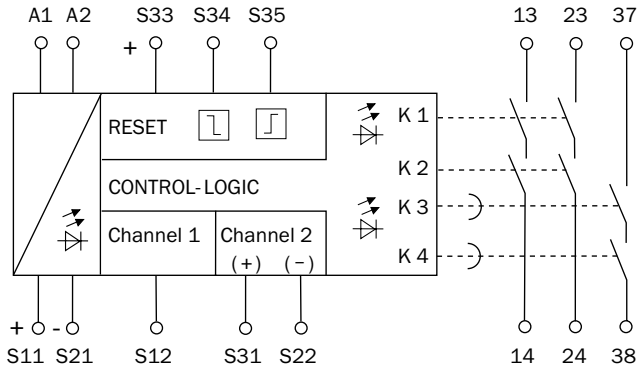 A1 A2 S33 S34 S35 13 23 37
+
RESET K 1
K 2
CONTROL-LOGIC
K 3
Channel 1 Channel 2
(+) (−) K 4
+ -
S11 S21 S12 S31 S22 14 24 38